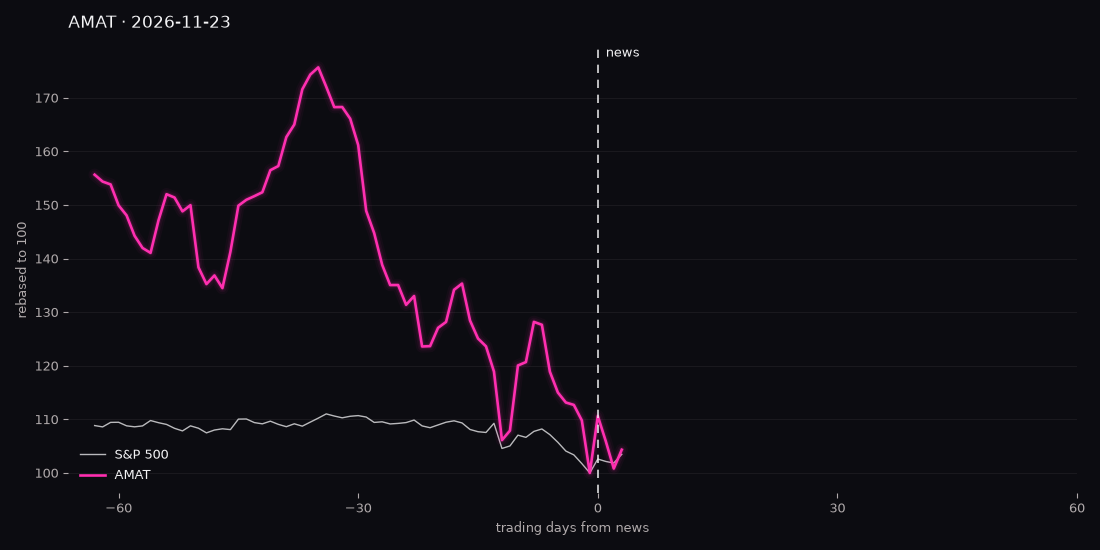 AMAT · 2026-11-23
news
170
160
150
140
130
120
110
100
rebased to 100
S&P 500
AMAT
−60
−30
0
30
60
trading days from news